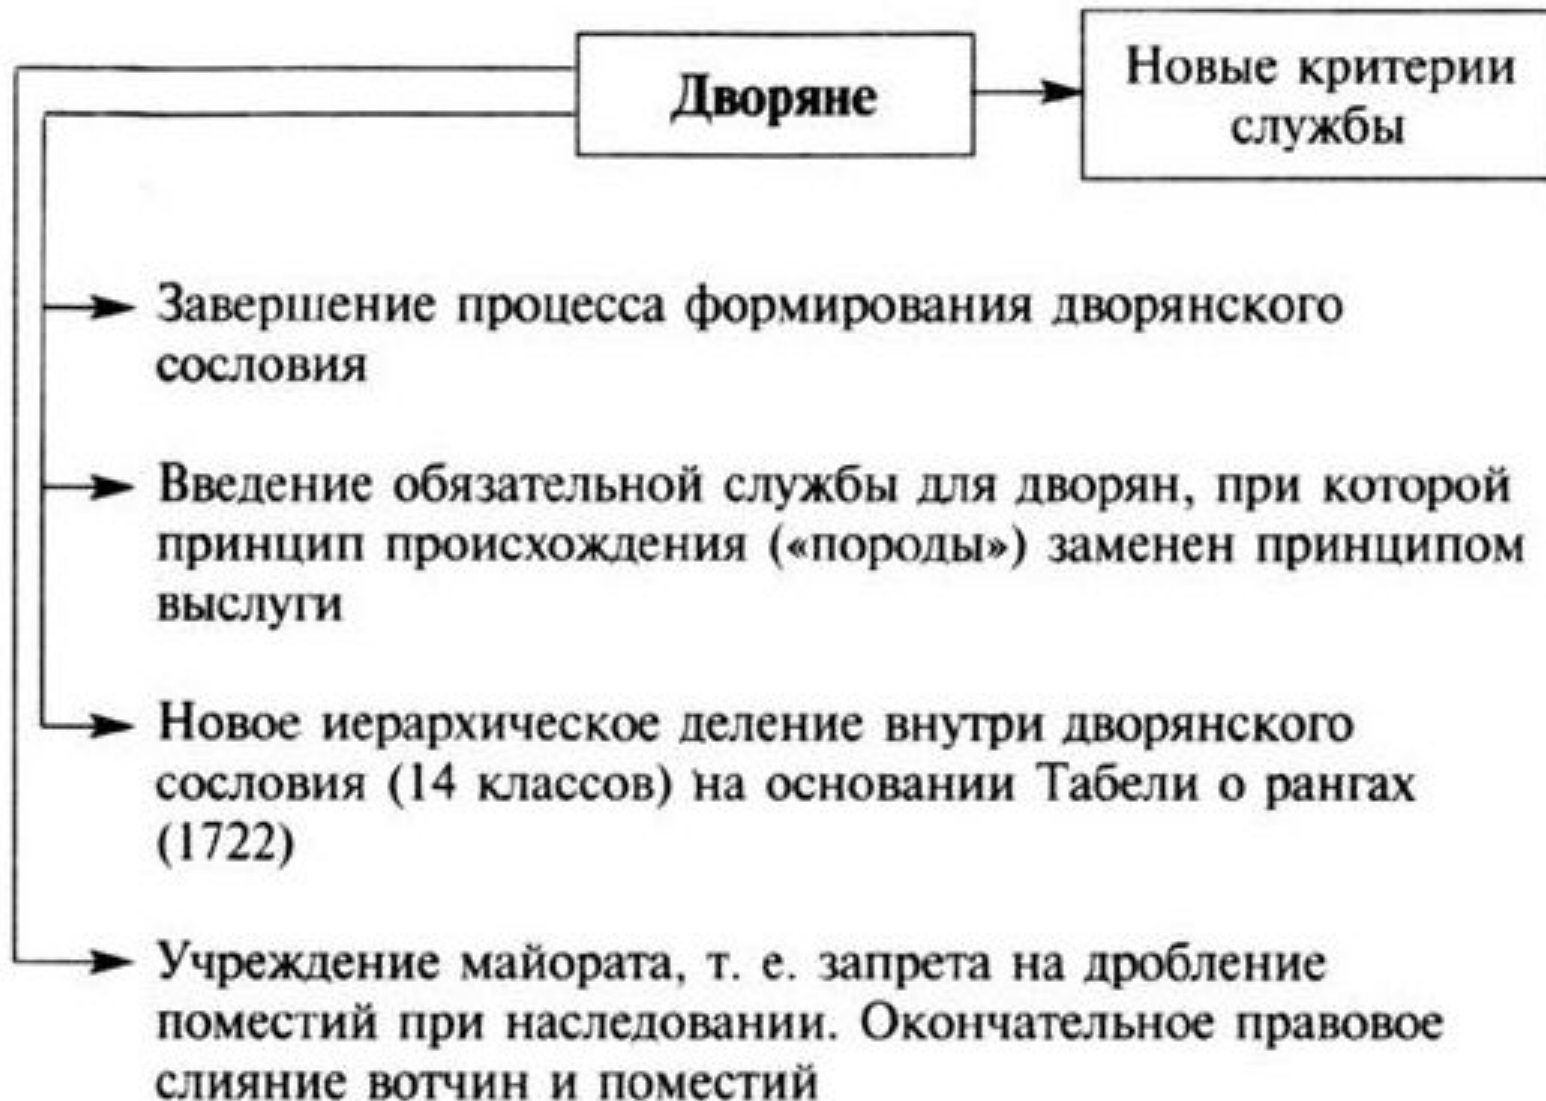 Дворяне
Новые критерии
службы
Завершение процесса формирования дворянского
сословия
Введение обязательной службы для дворян, при которой
принцип происхождения («породы») заменен принципом
выслуги
Новое иерархическое деление внутри дворянского
сословия (14 классов) на основании Табели о рангах
(1722)
Учреждение майората, т. е. запрета на дробление
поместий при наследовании. Окончательное правовое
слияние вотчин и поместий